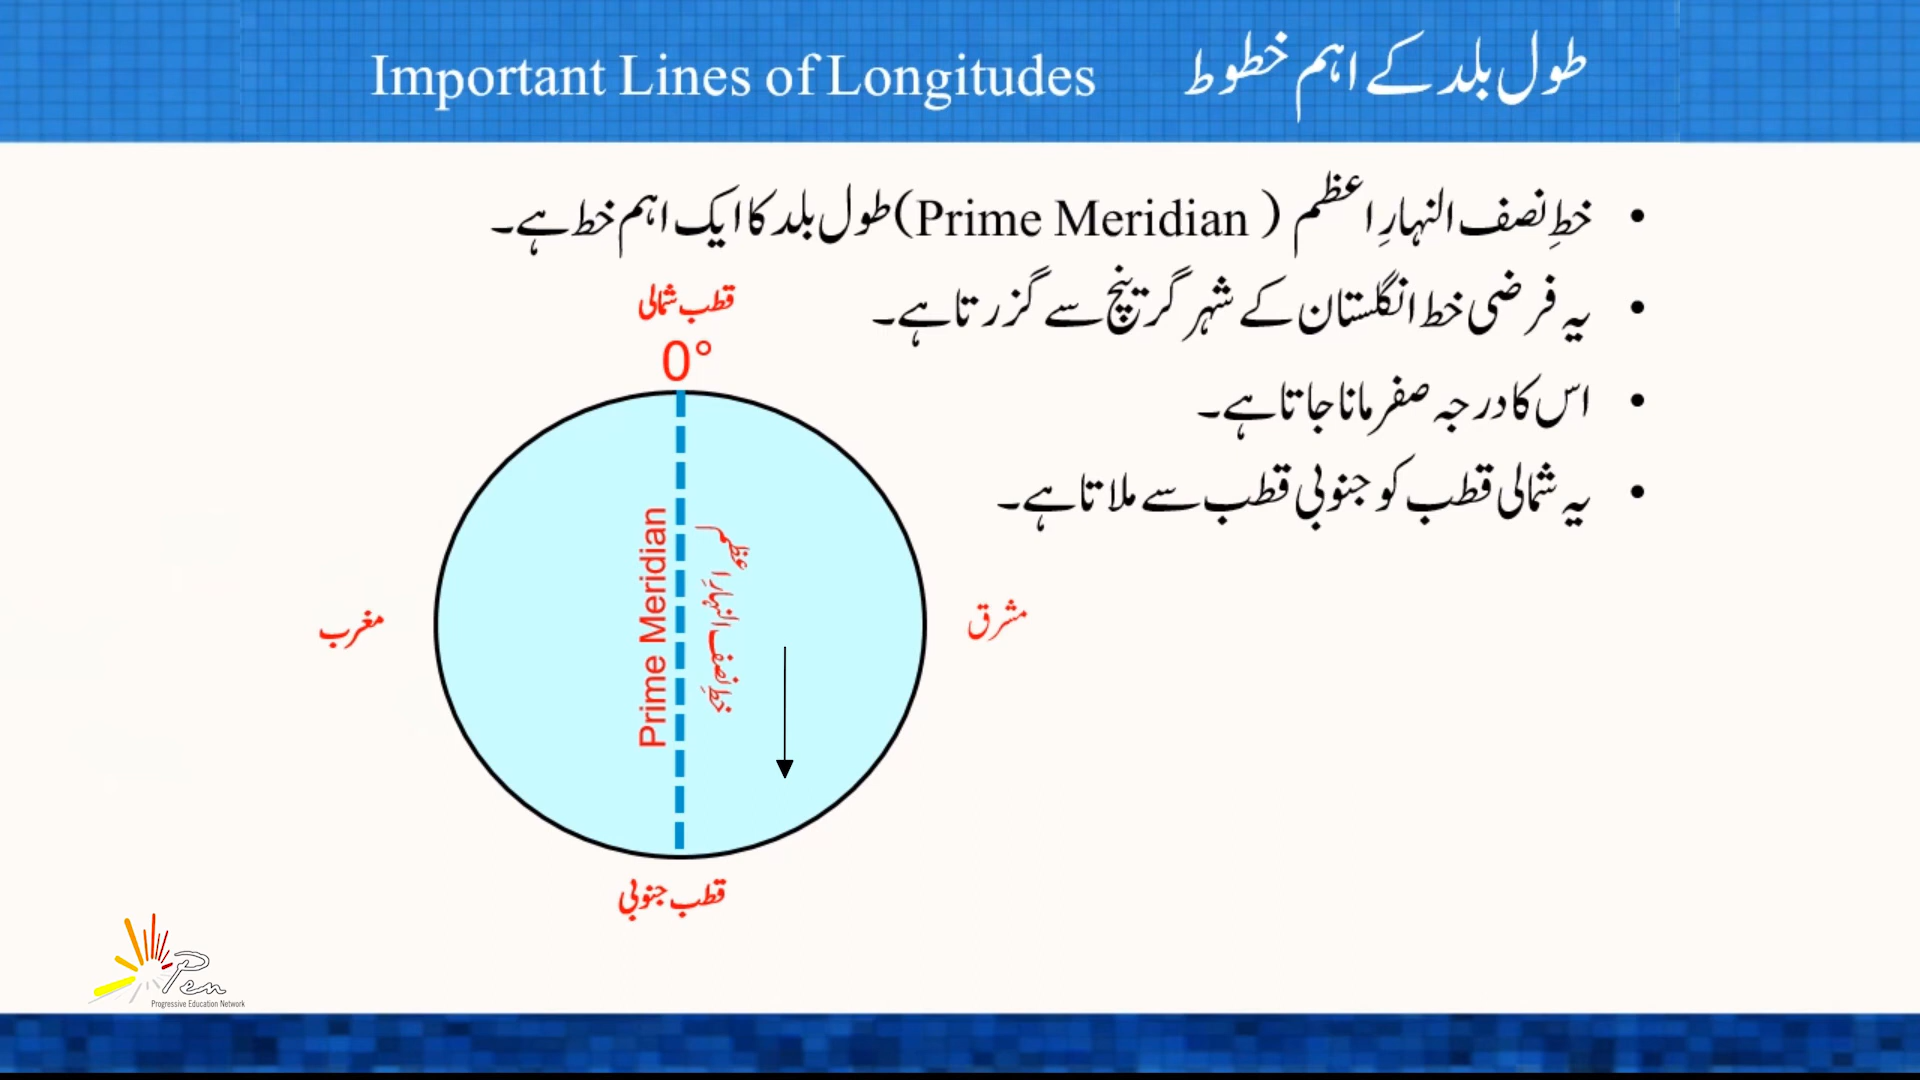 Important Lines of Longitudes طول بلد کے اہم خطوط
خطِ نصف النہارِ اعظم ( Prime Meridian) طول بلد کا ایک اہم خط ہے۔
یہ فرضی خط انگلستان کے شہر گرینچ سے گزرتا ہے۔
اس کا درجہ صفر مانا جاتا ہے۔
یہ شمالی قطب کو جنوبی قطب سے ملاتا ہے۔
قطب شمالی
0°
Prime Meridian
خطِ نصف النہارِ اعظم
مغرب
مشرق
قطب جنوبی
Pen
Progressive Education Network